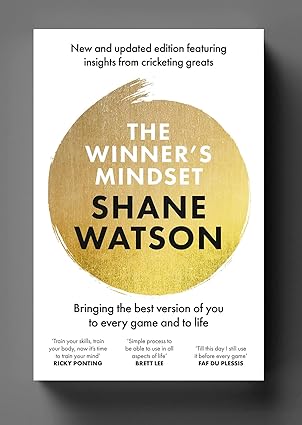 New and updated edition featuring
insights from cricketing greats
THE
WINNER'S
MINDSET
SHANE
WATSON
Bringing the best version of you
to every game and to life
'Train your skills, train
your body, now it's time
to train your mind'
RICKY PONTING
'Simple process to
be able to use in all
aspects of life'
BRETT LEE
'Till this day I still use
it before every game'
FAF DU PLESSIS